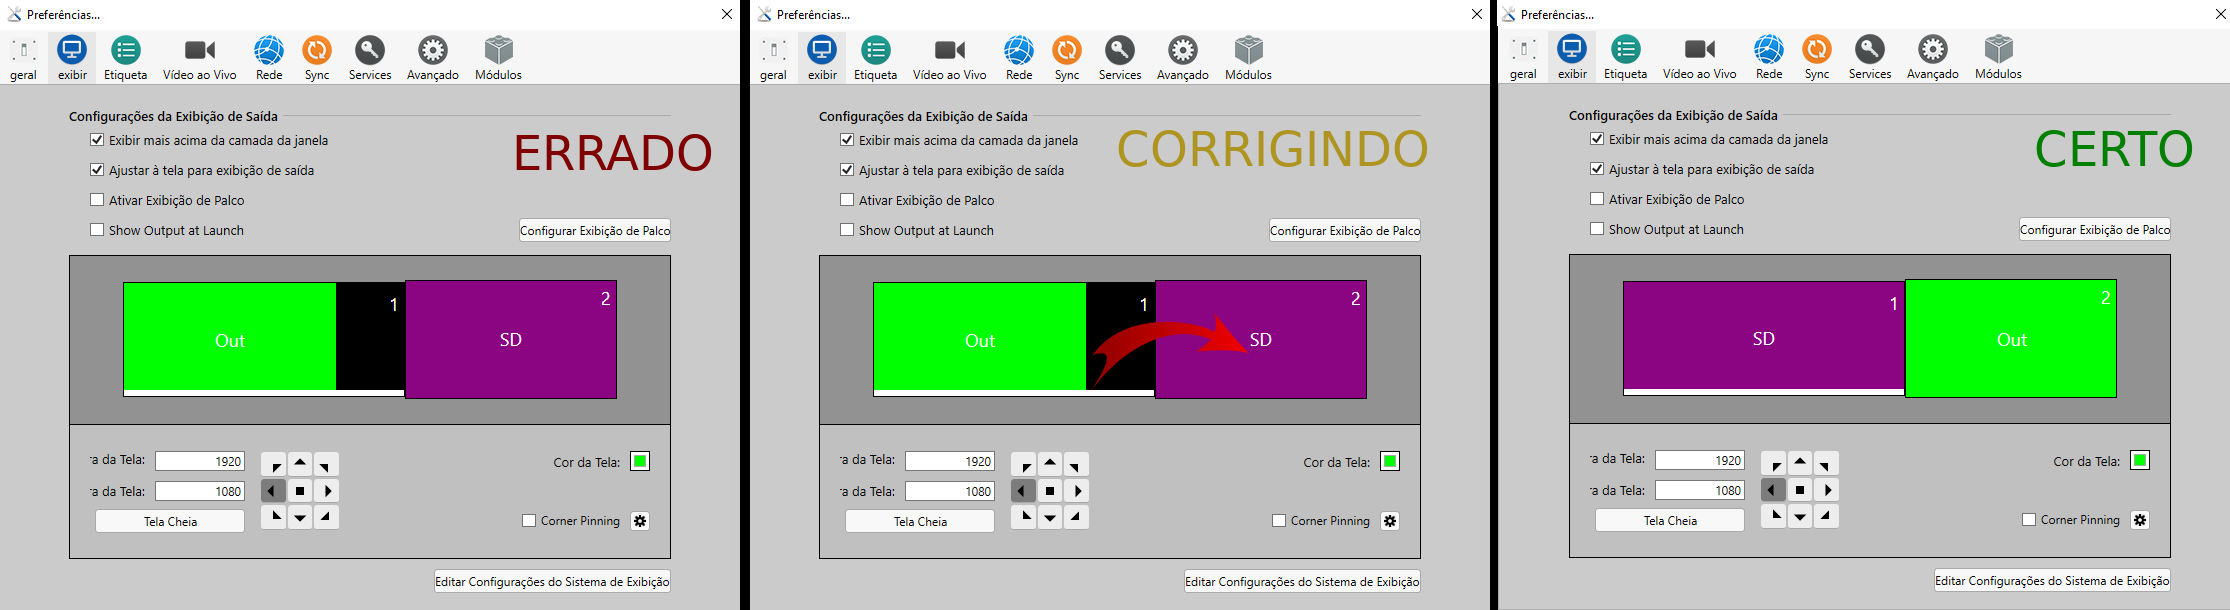 Preferências...
geral exibir Etiqueta Vídeo ao Vivo Rede Sync Services Avançado Módulos
Configurações da Exibição de Saída
Exibir mais acima da camada da janela
ERRADO
Ajustar à tela para exibição de saída
Ativar Exibição de Palco
Show Output at Launch
Configurar Exibição de Palco
1
2
Out
SD
ra da Tela: 1920
Cor da Tela:
ra da Tela: 1080
Tela Cheia
Corner Pinning
Editar Configurações do Sistema de Exibição
Preferências...
geral exibir Etiqueta Vídeo ao Vivo Rede Sync Services Avançado Módulos
Configurações da Exibição de Saída
Exibir mais acima da camada da janela
CORRIGINDO
Ajustar à tela para exibição de saída
Ativar Exibição de Palco
Show Output at Launch
Configurar Exibição de Palco
1
2
Out
SD
ra da Tela: 1920
Cor da Tela:
ra da Tela: 1080
Tela Cheia
Corner Pinning
Editar Configurações do Sistema de Exibição
Preferências...
geral exibir Etiqueta Vídeo ao Vivo Rede Sync Services Avançado Módulos
Configurações da Exibição de Saída
Exibir mais acima da camada da janela
CERTO
Ajustar à tela para exibição de saída
Ativar Exibição de Palco
Show Output at Launch
Configurar Exibição de Palco
1
2
SD
Out
ra da Tela: 1920
Cor da Tela:
ra da Tela: 1080
Tela Cheia
Corner Pinning
Editar Configurações do Sistema de Exibição